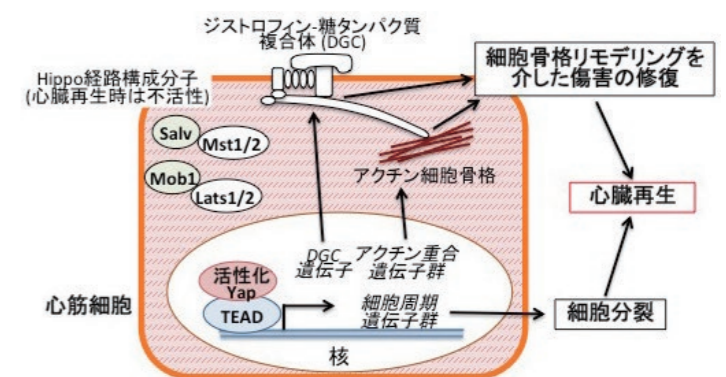 ジストロフィン-糖タンパク質
複合体 (DGC)
Hippo経路構成分子
(心臓再生時は不活性)
細胞骨格リモデリングを
介した傷害の修復
Salv
Mst1/2
Mob1
Lats1/2
アクチン細胞骨格
心臓再生
DGC
遺伝子
アクチン重合
遺伝子群
活性化
Yap
TEAD
細胞周期
遺伝子群
心筋細胞
細胞分裂
核